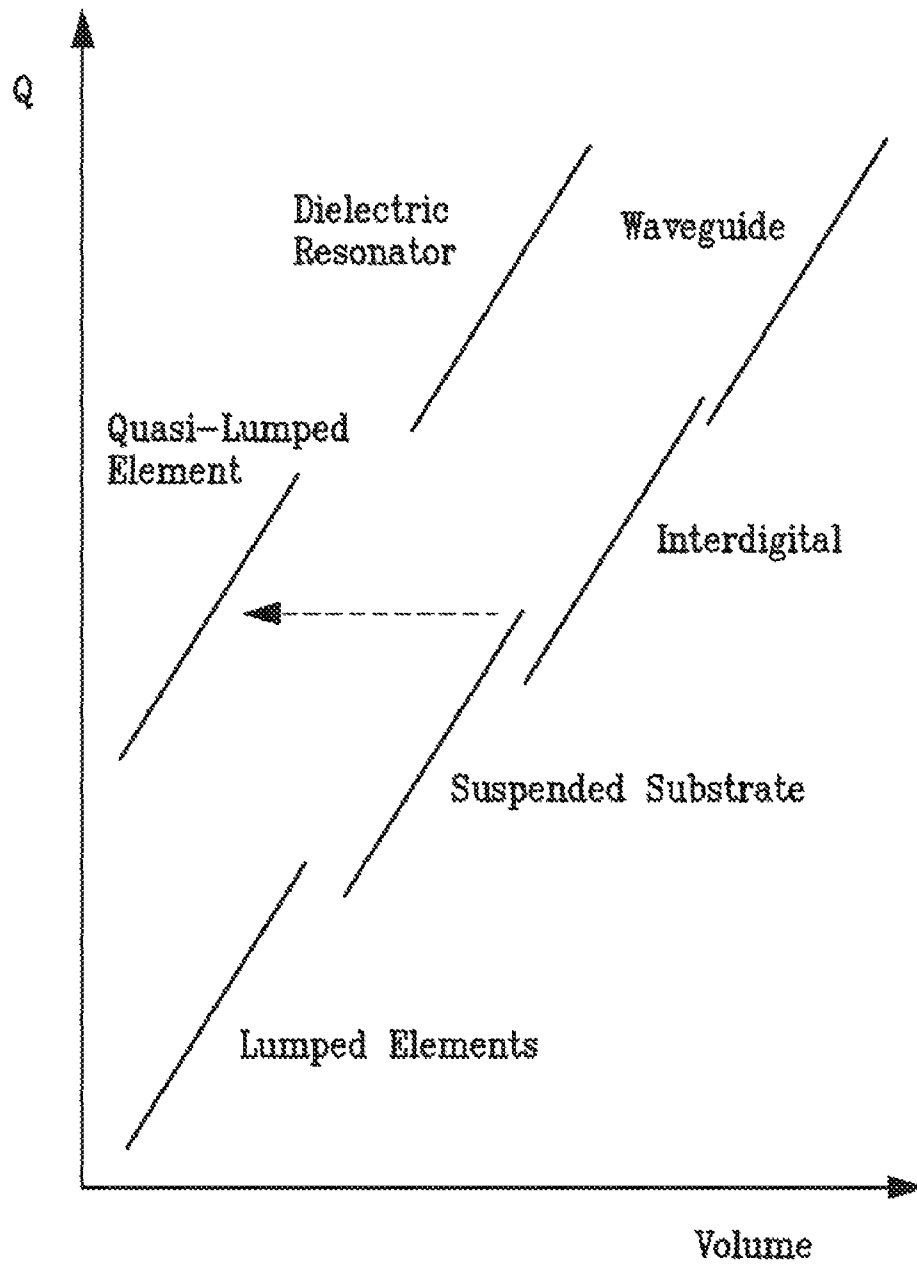 Q
Dielectric
Resonator
Waveguide
Quasi-Lumped
Element
Interdigital
Suspended Substrate
Lumped Elements
Volume